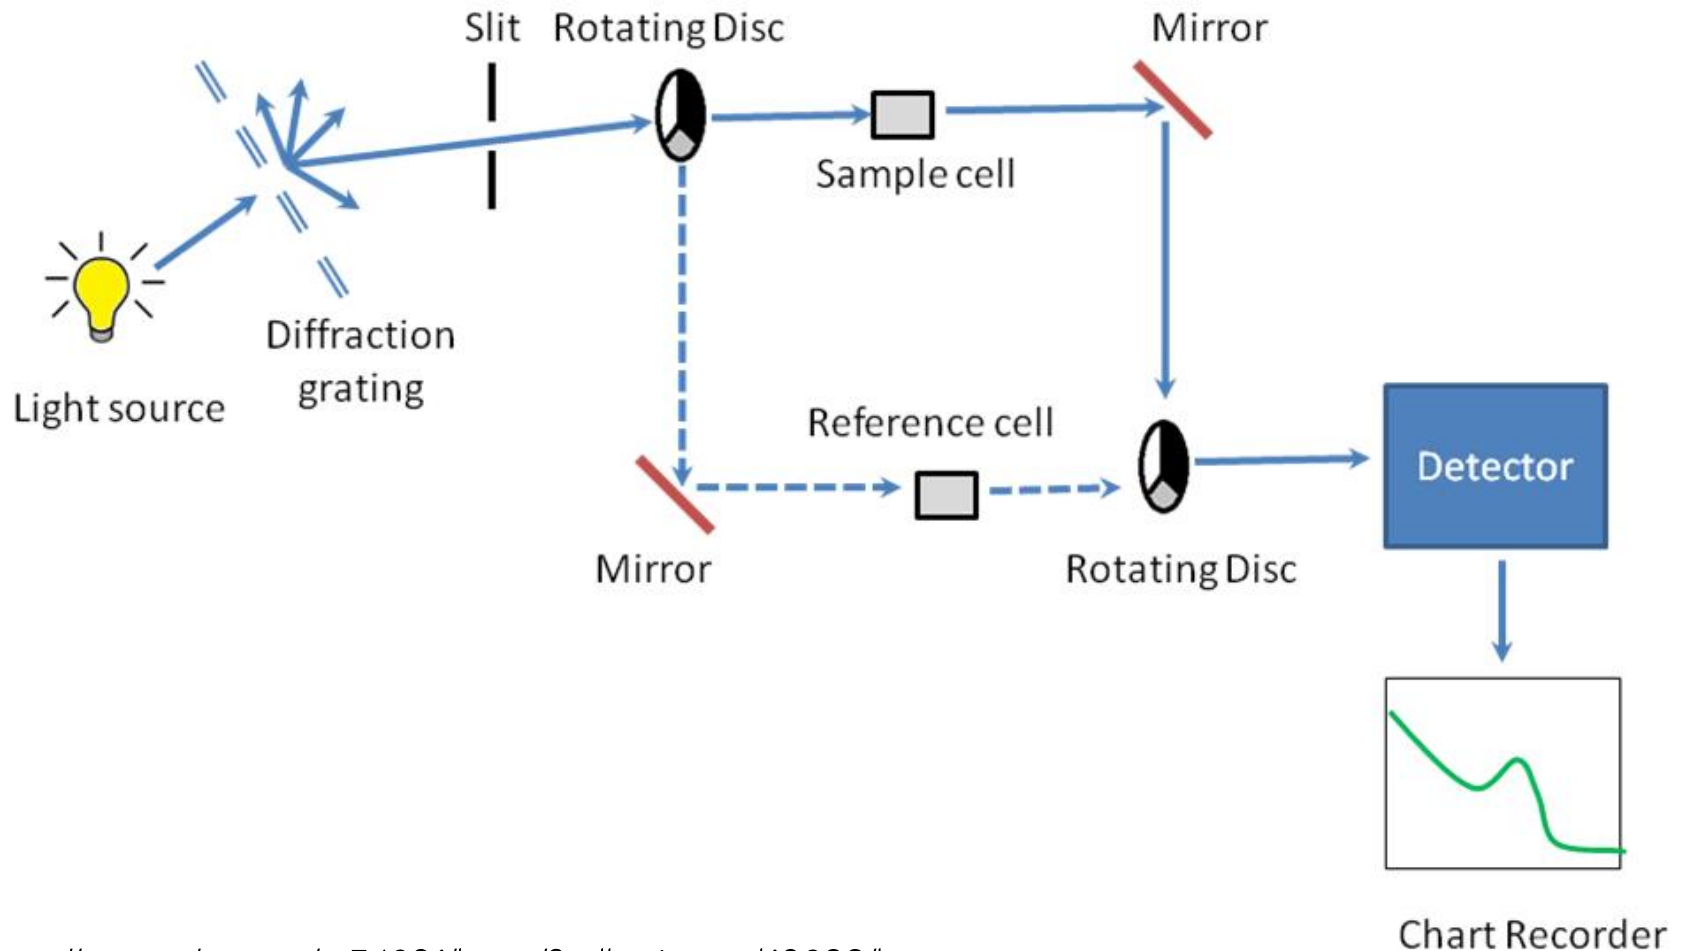 Slit
Rotating Disc
Mirror
Sample cell
Diffraction
grating
Light source
Reference cell
Detector
Mirror
Rotating Disc
Chart Recorder